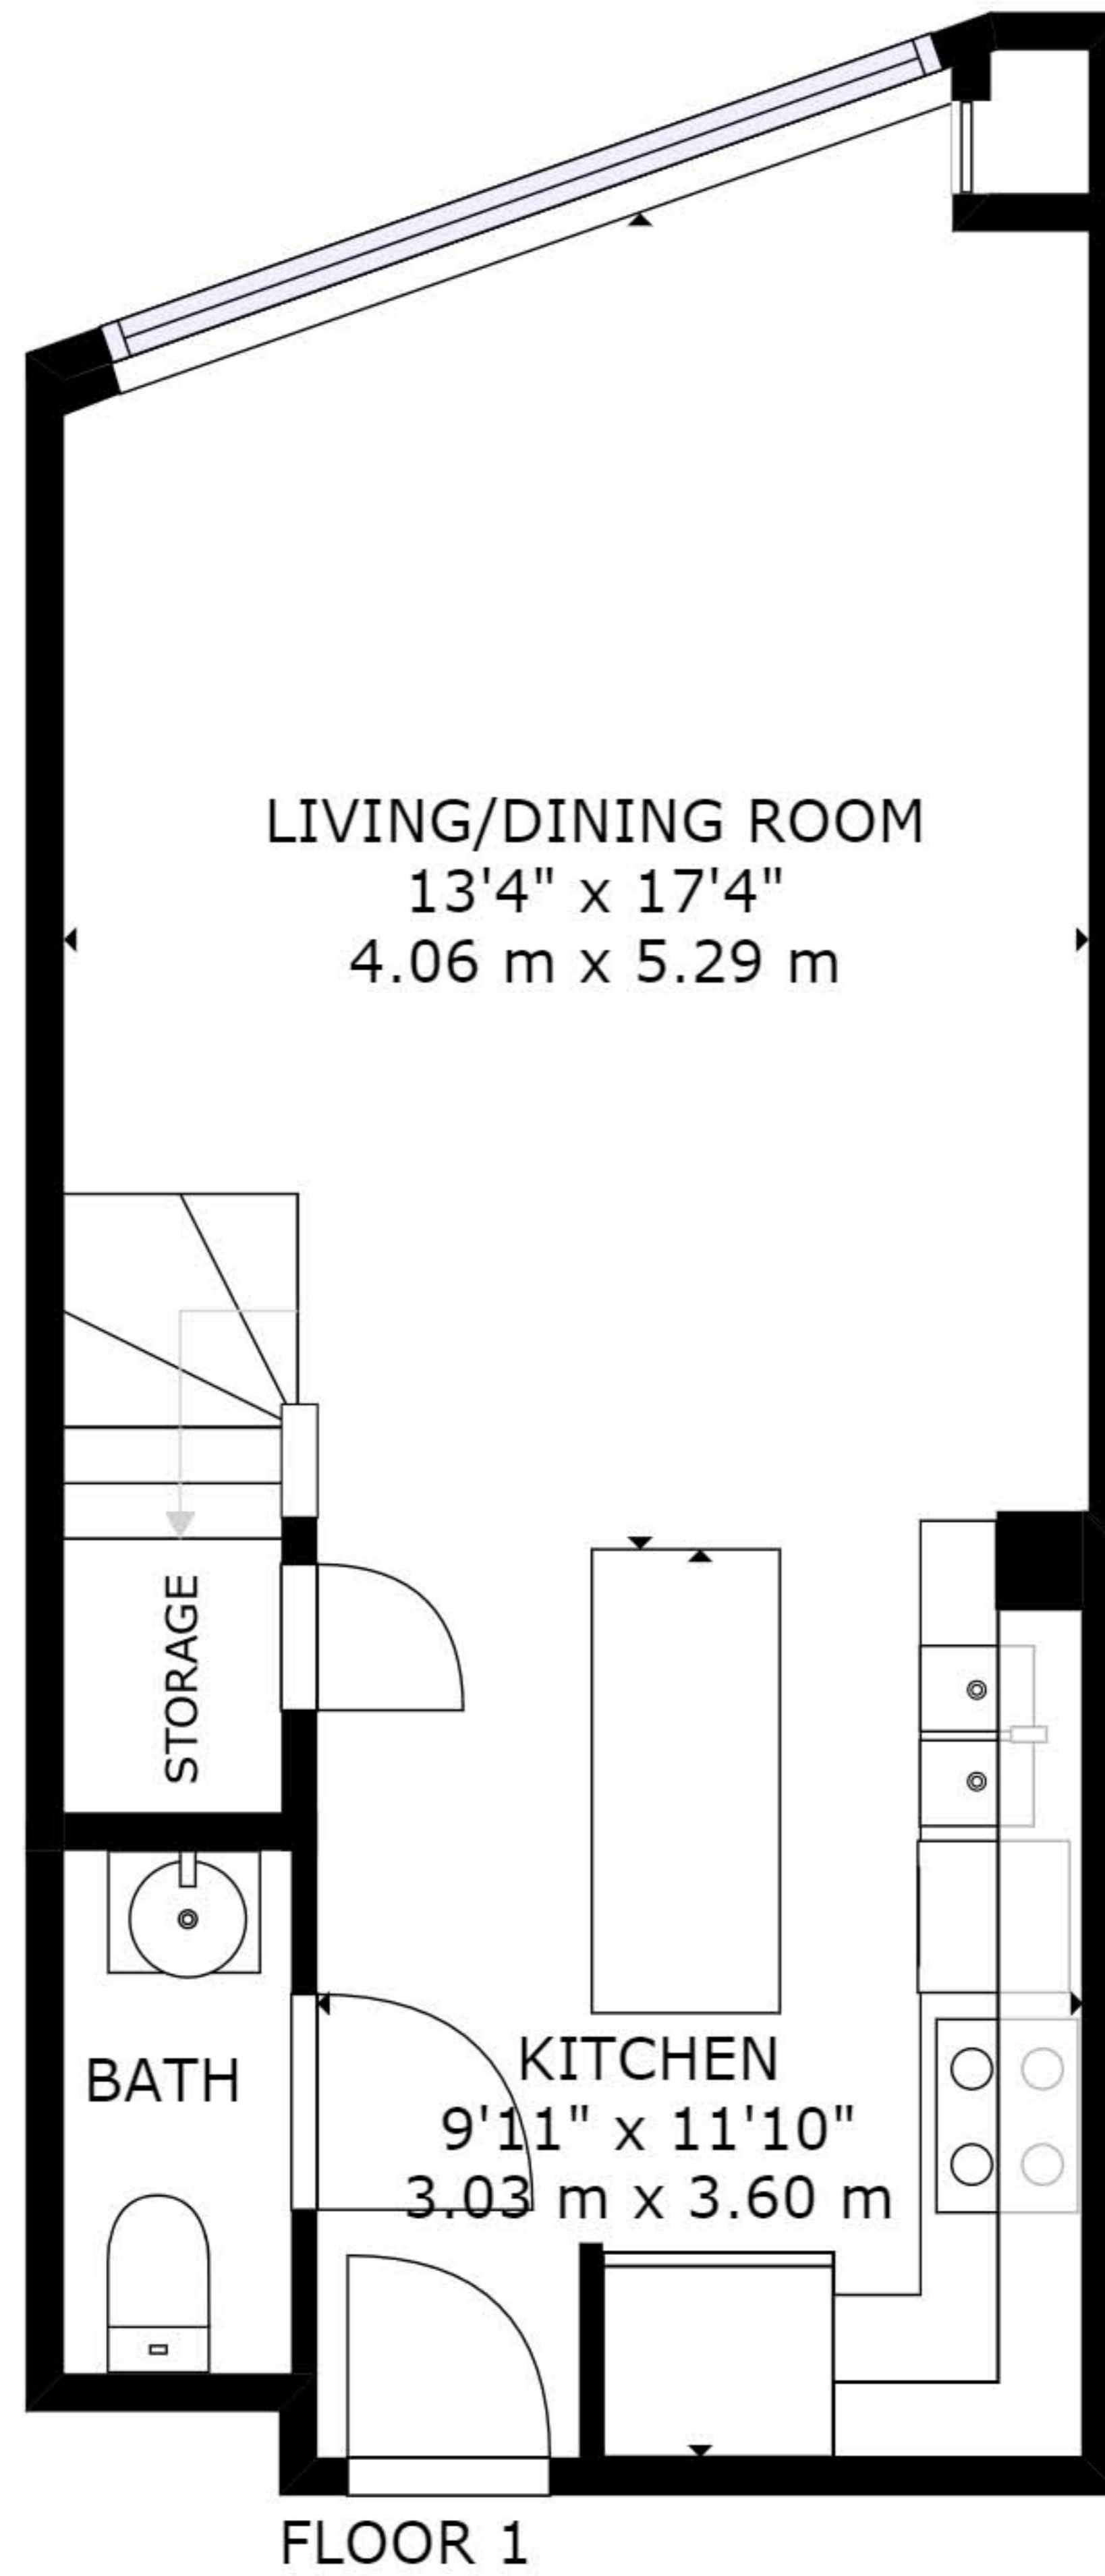 LIVING/DINING ROOM
13'4" x 17'4"
4.06 m x 5.29 m
STORAGE
BATH
KITCHEN
9'11" x 11'10"
3.03 m x 3.60 m
FLOOR 1